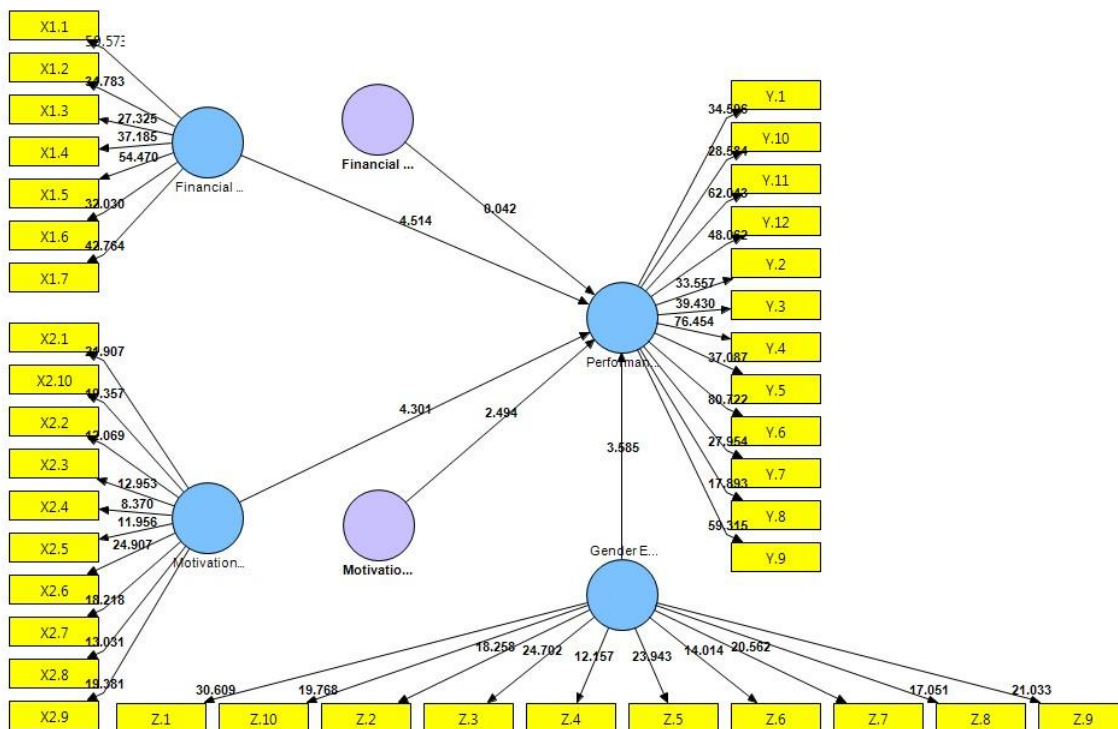 X1.1
X1.2
X1.3
X1.4
X1.5
X1.6
X1.7
34.783
27.325
37.185
54.470
32.030
42.764
Financial ...
Financial ...
4.514
0.042
X2.1
X2.10
X2.2
X2.3
X2.4
X2.5
X2.6
X2.7
X2.8
X2.9
12.069
12.953
8.370
11.956
24.907
18.218
13.031
19.381
Motivation...
Motivatio...
4.301
2.494
Performan...
3.585
Gender E...
Y.1
Y.10
Y.11
Y.12
Y.2
Y.3
Y.4
Y.5
Y.6
Y.7
Y.8
Y.9
34.596
28.584
62.043
48.062
33.557
39.430
76.454
37.087
80.722
27.954
17.893
59.315
30.609
19.768
18.258
24.702
12.157
23.943
14.014
20.562
17.051
21.033
Z.1
Z.10
Z.2
Z.3
Z.4
Z.5
Z.6
Z.7
Z.8
Z.9